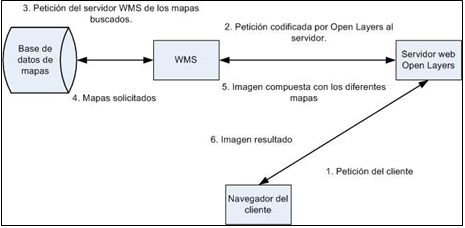 3. Petición del servidor WMS de los mapas
buscados.
2. Petición codificada por Open Layers al
servidor.
Base de
datos de
mapas
WMS
Servidor web
Open Layers
4. Mapas solicitados
5. Imagen compuesta con los diferentes
mapas
6. Imagen resultado
1. Petición del cliente
Navegador del
cliente